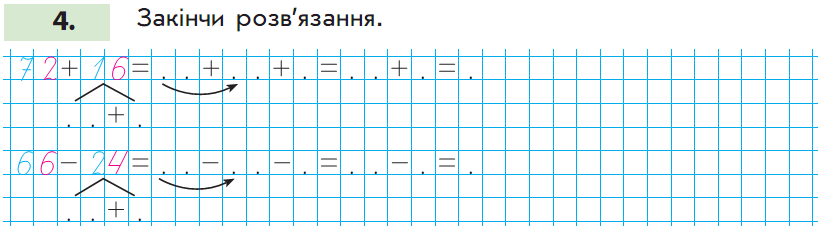 4. Закінчи розв'язання.
72 + 16 = . . + . . + . = . . + . = .
. . + .
66 − 24 = . . − . . − . = . . − . = .
. . + .